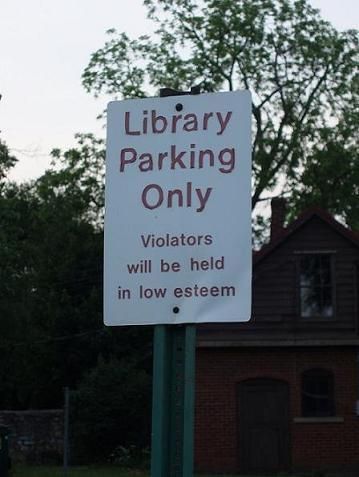 Library
Parking
Only
Violators
will be held
in low esteem